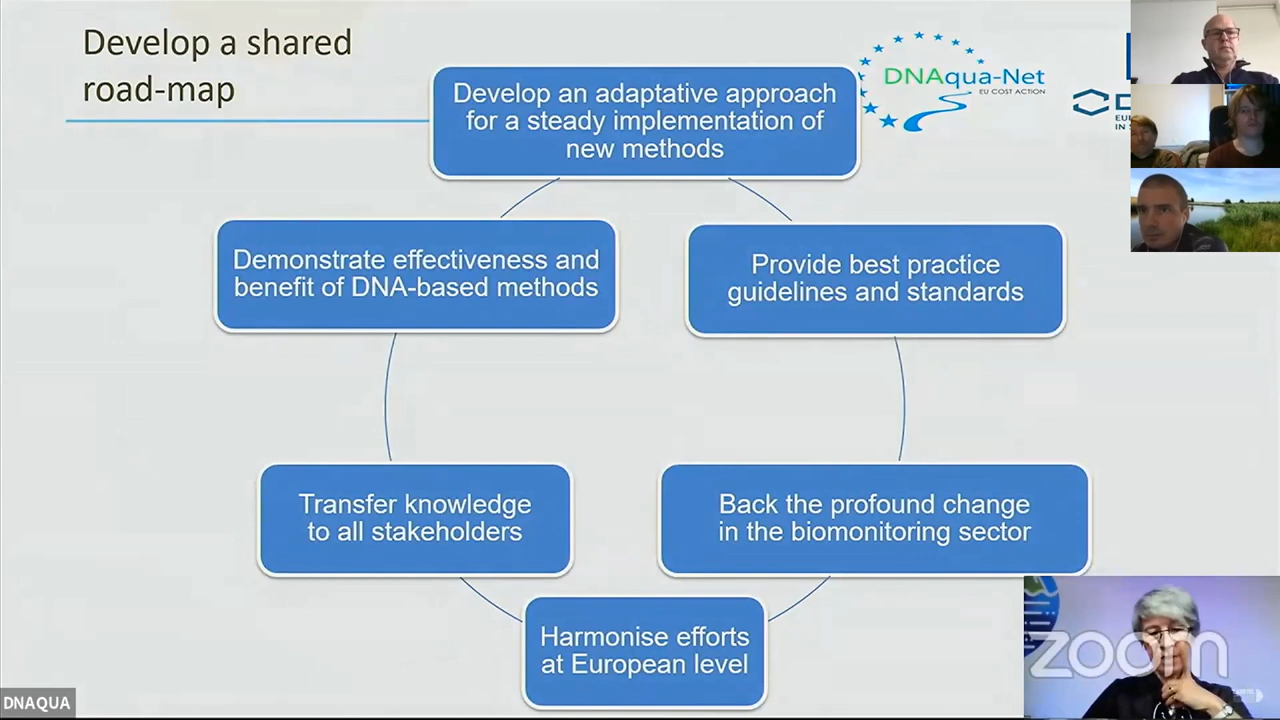 Develop a shared
road-map
DNAqua-Net
EU COST ACTION
Develop an adaptative approach
for a steady implementation of
new methods
Demonstrate effectiveness and
benefit of DNA-based methods
Provide best practice
guidelines and standards
Transfer knowledge
to all stakeholders
Back the profound change
in the biomonitoring sector
Harmonise efforts
at European level
DNAQUA
zoom